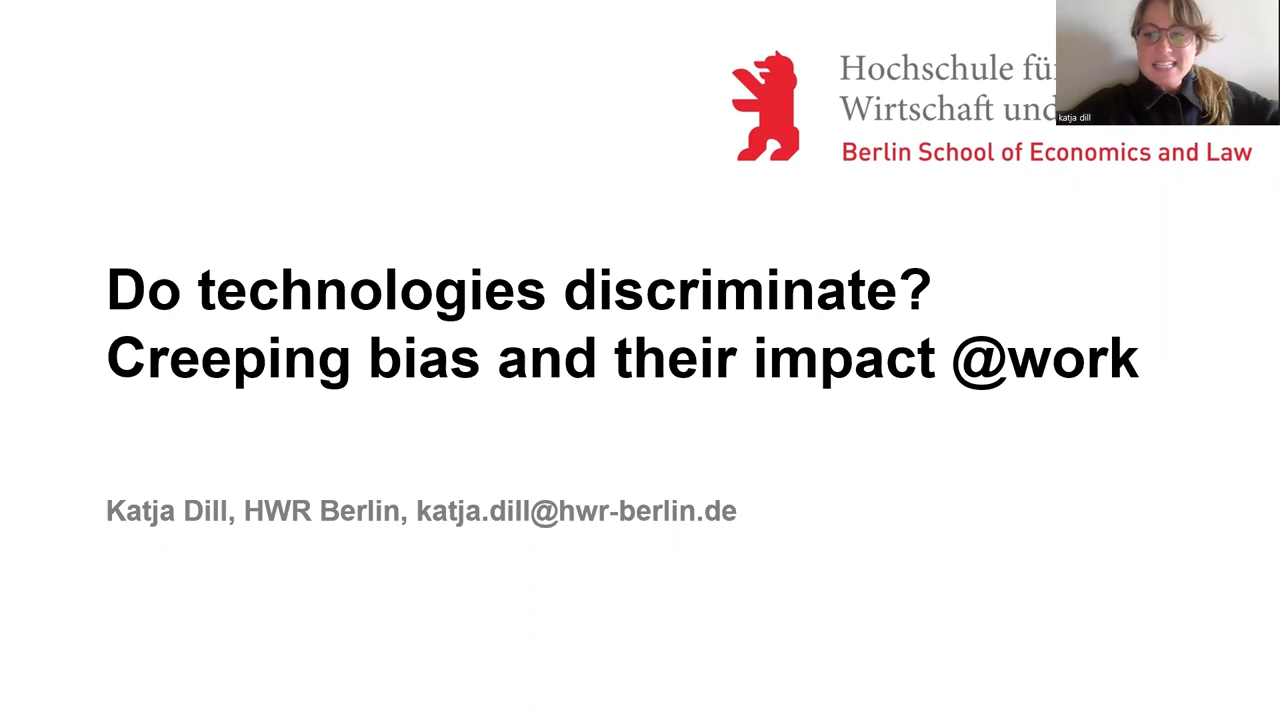 Hochschule für
Wirtschaft und
katja dill
Berlin School of Economics and Law
Do technologies discriminate?
Creeping bias and their impact @work
Katja Dill, HWR Berlin, katja.dill@hwr-berlin.de